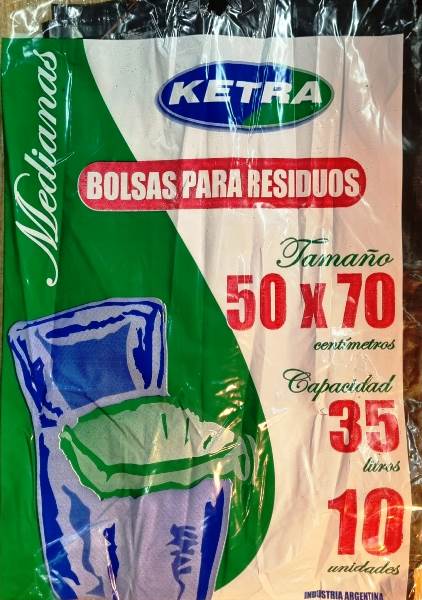 Medianas
KETRA
BOLSAS PARA RESIDUOS
Tamaño
50 x 70
centímetros
Capacidad
35
litros
10
unidades
INDUSTRIA ARGENTINA